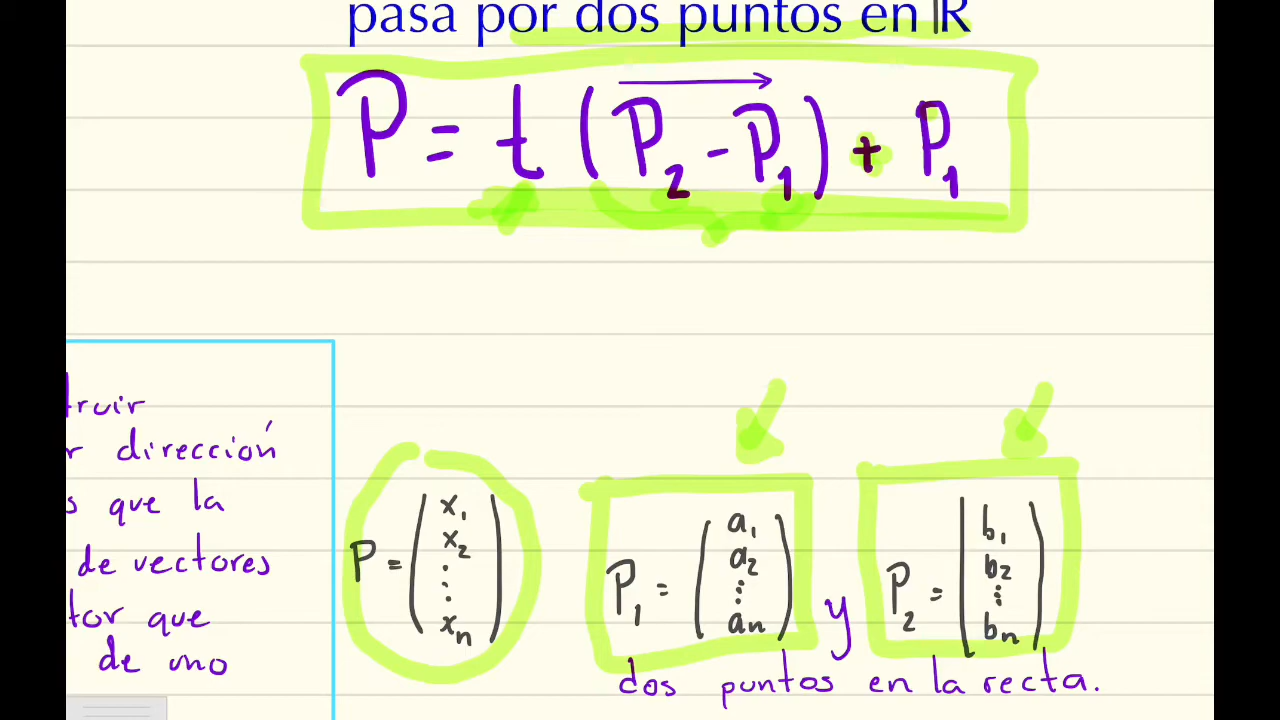 pasa por dos puntos en ℝ
P = t (P₂ - P₁) + P₁
truir
r dirección
s que la
de vectores
tor que
de uno
P = (x₁ x₂ ⋮ xₙ)
P₁ = (a₁ a₂ ⋮ aₙ) y P₂ = (b₁ b₂ ⋮ bₙ)
dos puntos en la recta.